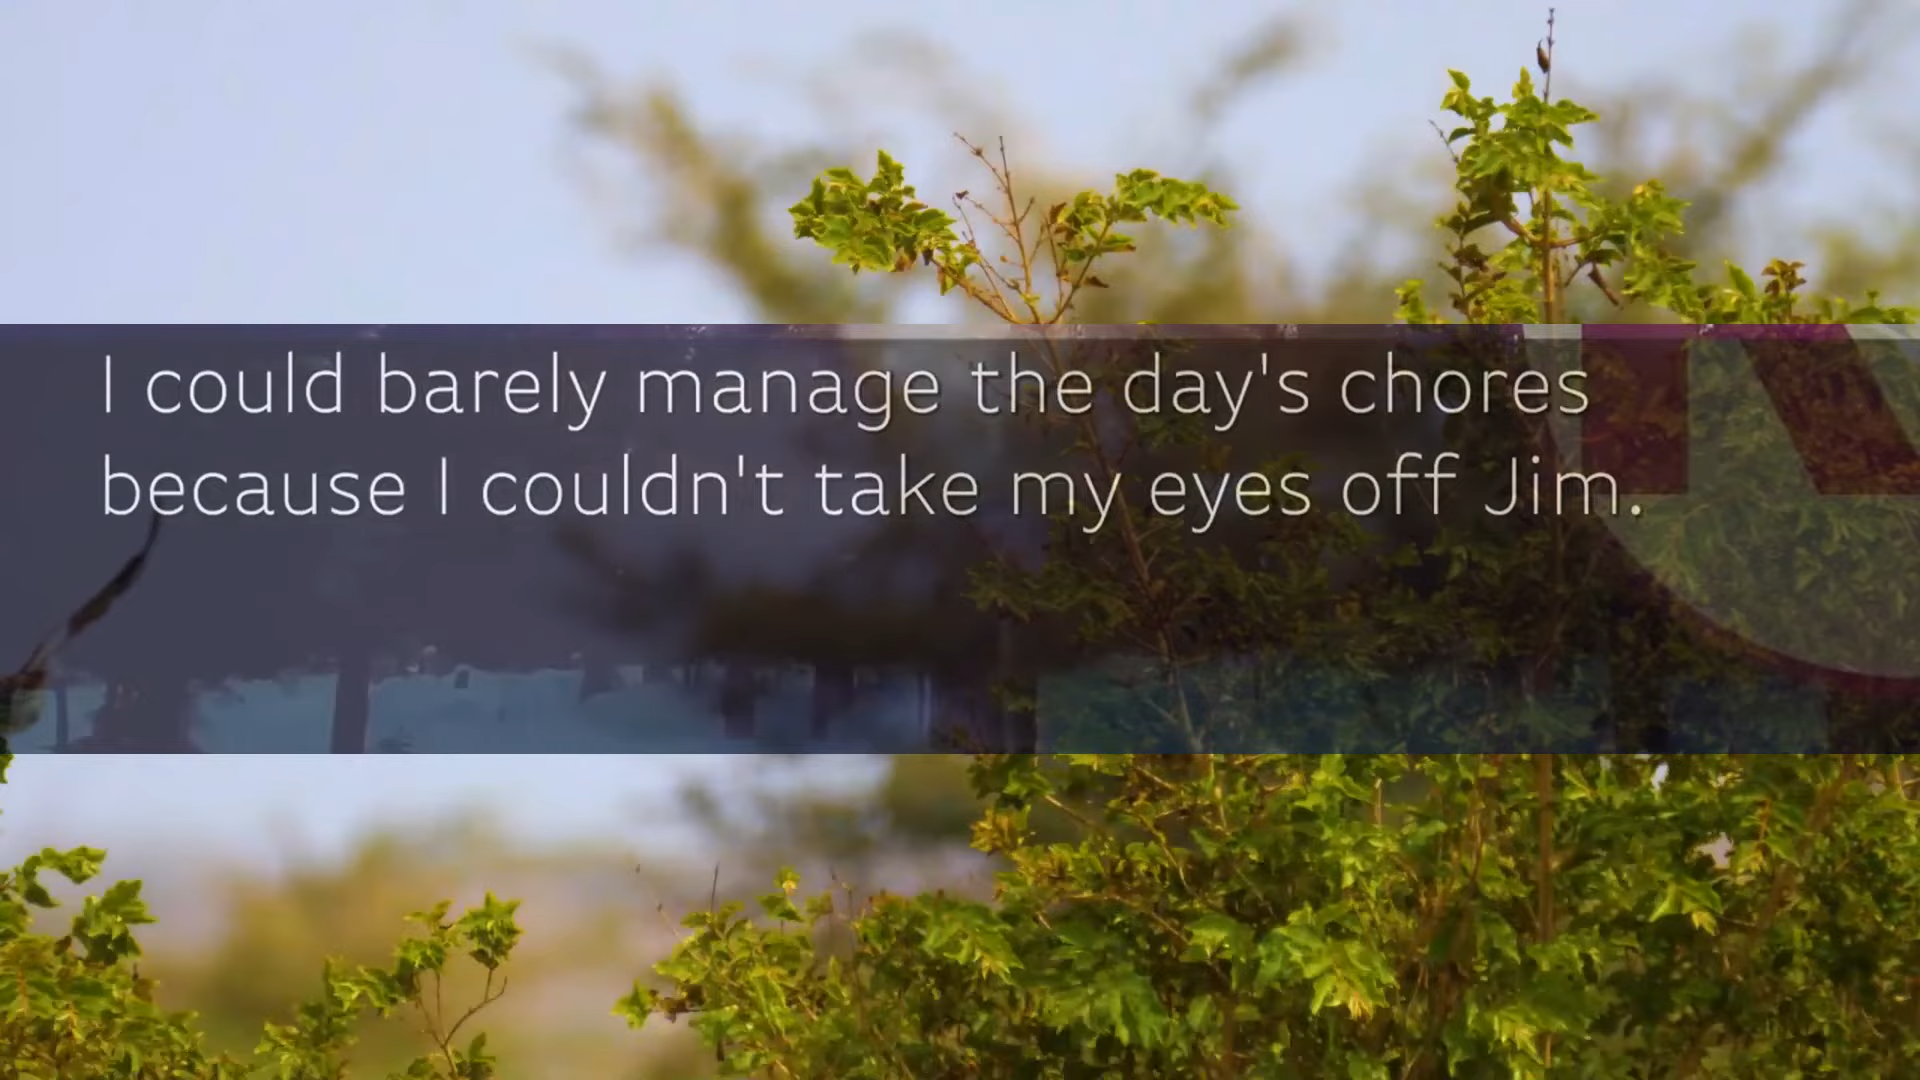 I could barely manage the day's chores
because I couldn't take my eyes off Jim.